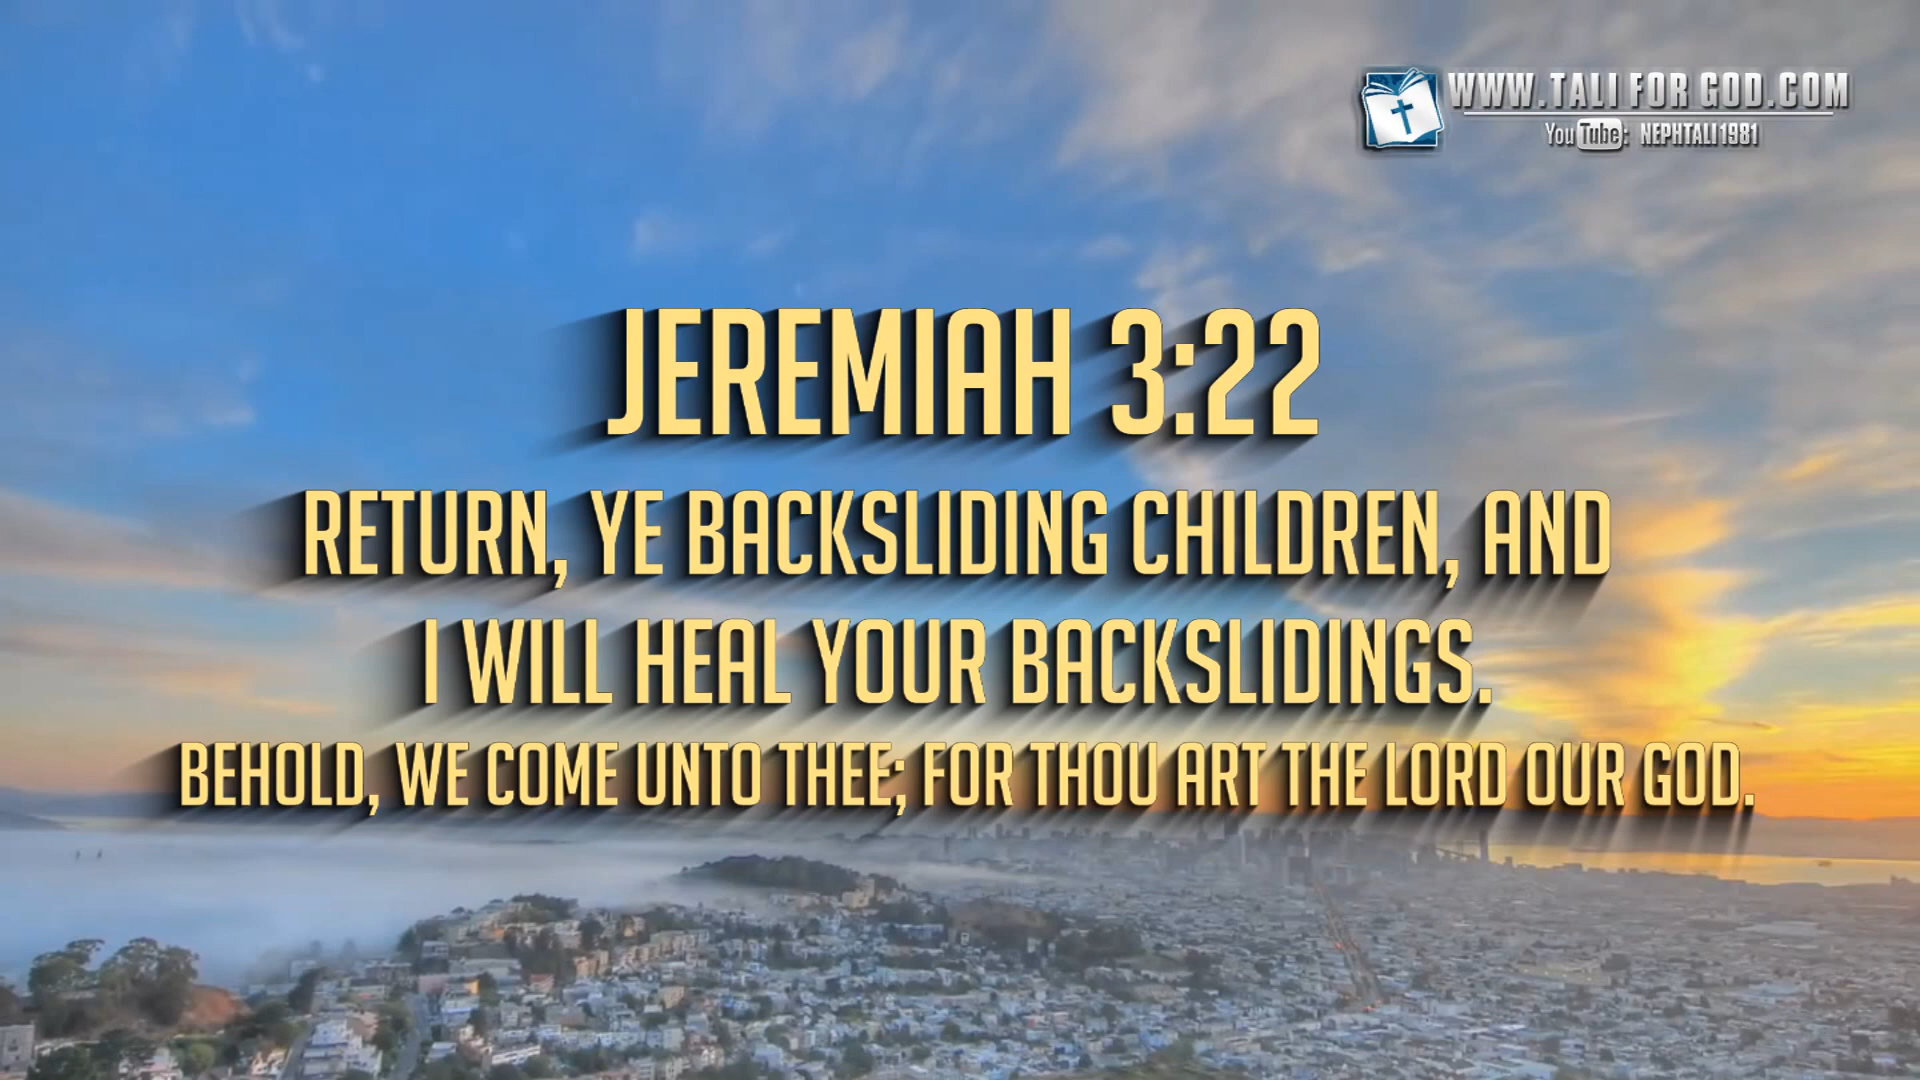 WWW.TALI FOR GOD.COM
YouTube: NEPHTALI1981
JEREMIAH 3:22
RETURN, YE BACKSLIDING CHILDREN, AND
I WILL HEAL YOUR BACKSLIDINGS.
BEHOLD, WE COME UNTO THEE; FOR THOU ART THE LORD OUR GOD.